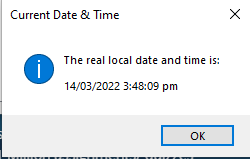 Current Date & Time
The real local date and time is:
14/03/2022 3:48:09 pm
OK